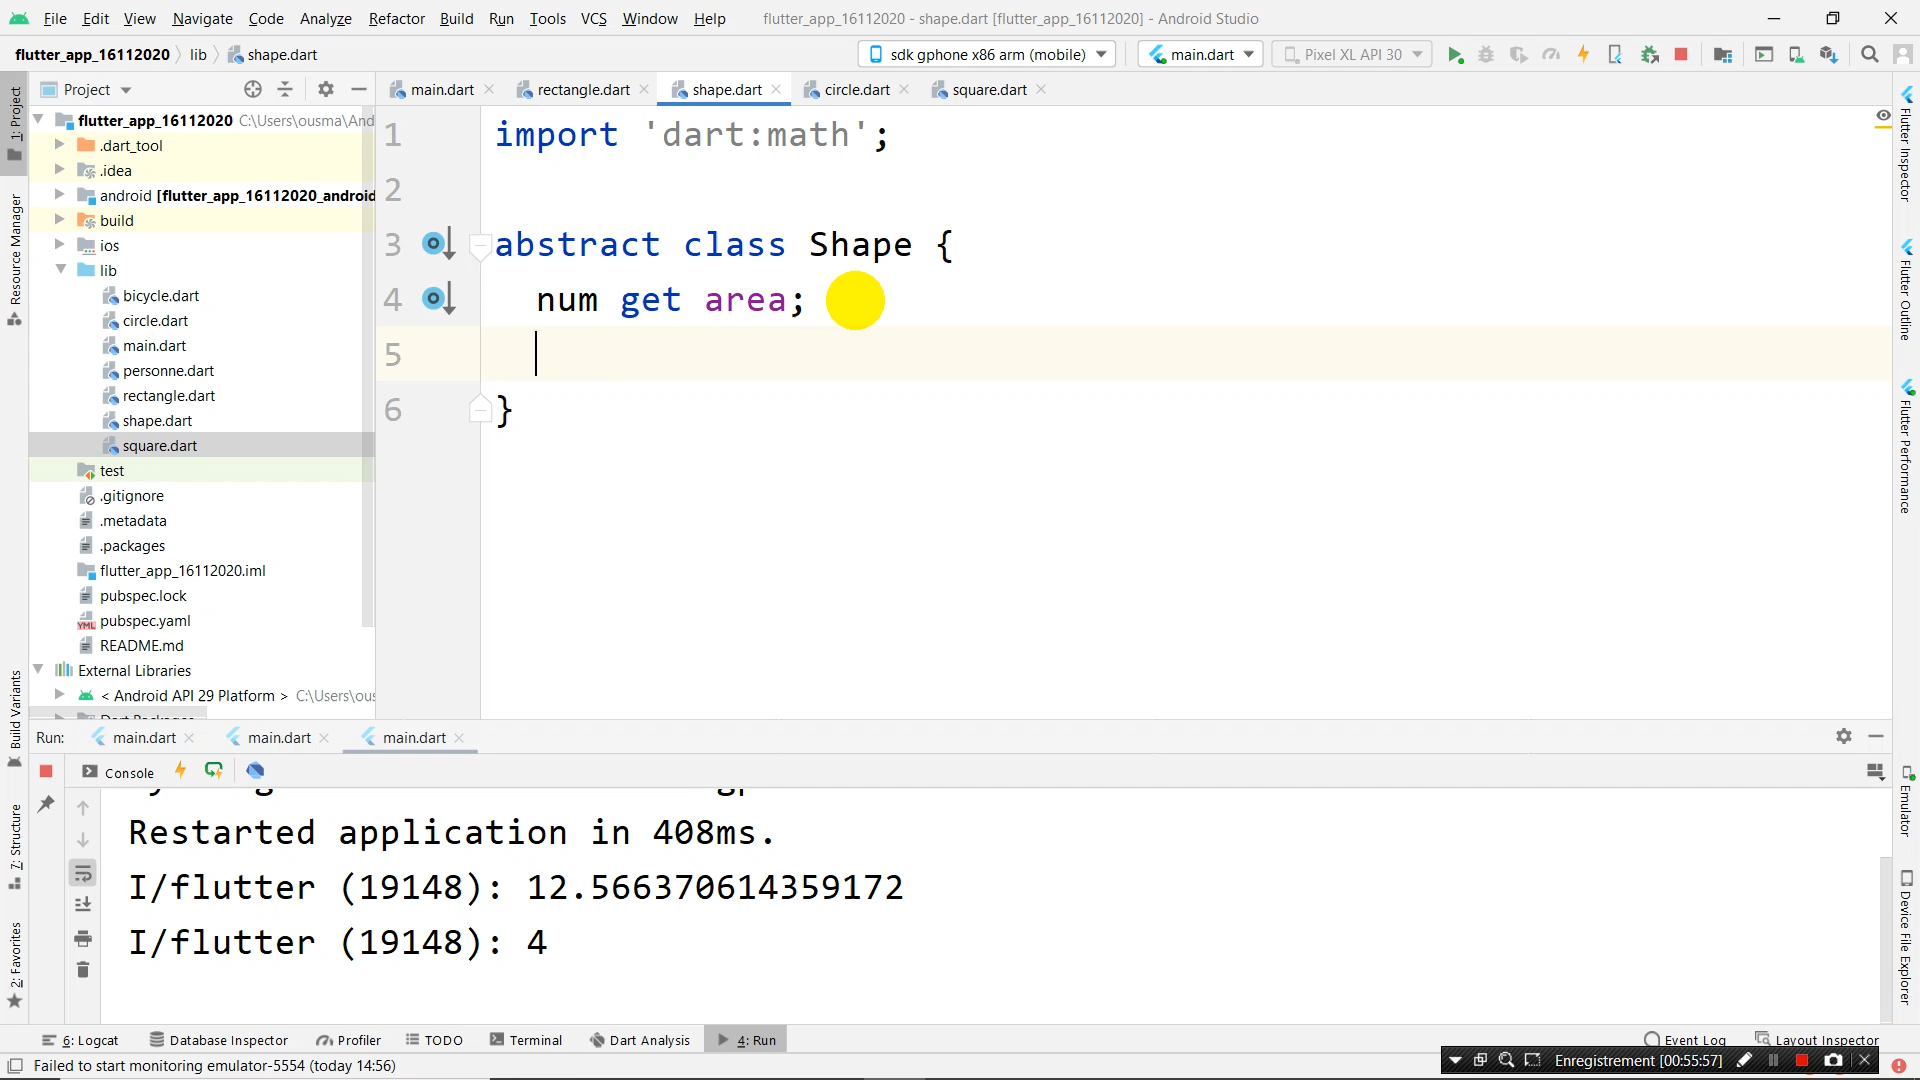 File Edit View Navigate Code Analyze Refactor Build Run Tools VCS Window Help flutter_app_16112020 - shape.dart [flutter_app_16112020] - Android Studio
flutter_app_16112020 lib shape.dart sdk gphone x86 arm (mobile) main.dart Pixel XL API 30
Project main.dart rectangle.dart shape.dart circle.dart square.dart
flutter_app_16112020 C:\Users\ousma\And
.dart_tool
.idea
android [flutter_app_16112020_android
build
ios
lib
bicycle.dart
circle.dart
main.dart
personne.dart
rectangle.dart
shape.dart
square.dart
test
.gitignore
.metadata
.packages
flutter_app_16112020.iml
pubspec.lock
pubspec.yaml
README.md
External Libraries
< Android API 29 Platform > C:\Users\ous
1 import 'dart:math';
2
3 abstract class Shape {
4 num get area;
5
6 }
1: Project
Resource Manager
Build Variants
7: Structure
2: Favorites
Flutter Inspector
Flutter Outline
Flutter Performance
Emulator
Device File Explorer
Run: main.dart main.dart main.dart
Console
Restarted application in 408ms.
I/flutter (19148): 12.566370614359172
I/flutter (19148): 4
6: Logcat Database Inspector Profiler TODO Terminal Dart Analysis 4: Run Event Log Layout Inspector
Failed to start monitoring emulator-5554 (today 14:56) Enregistrement [00:55:57]